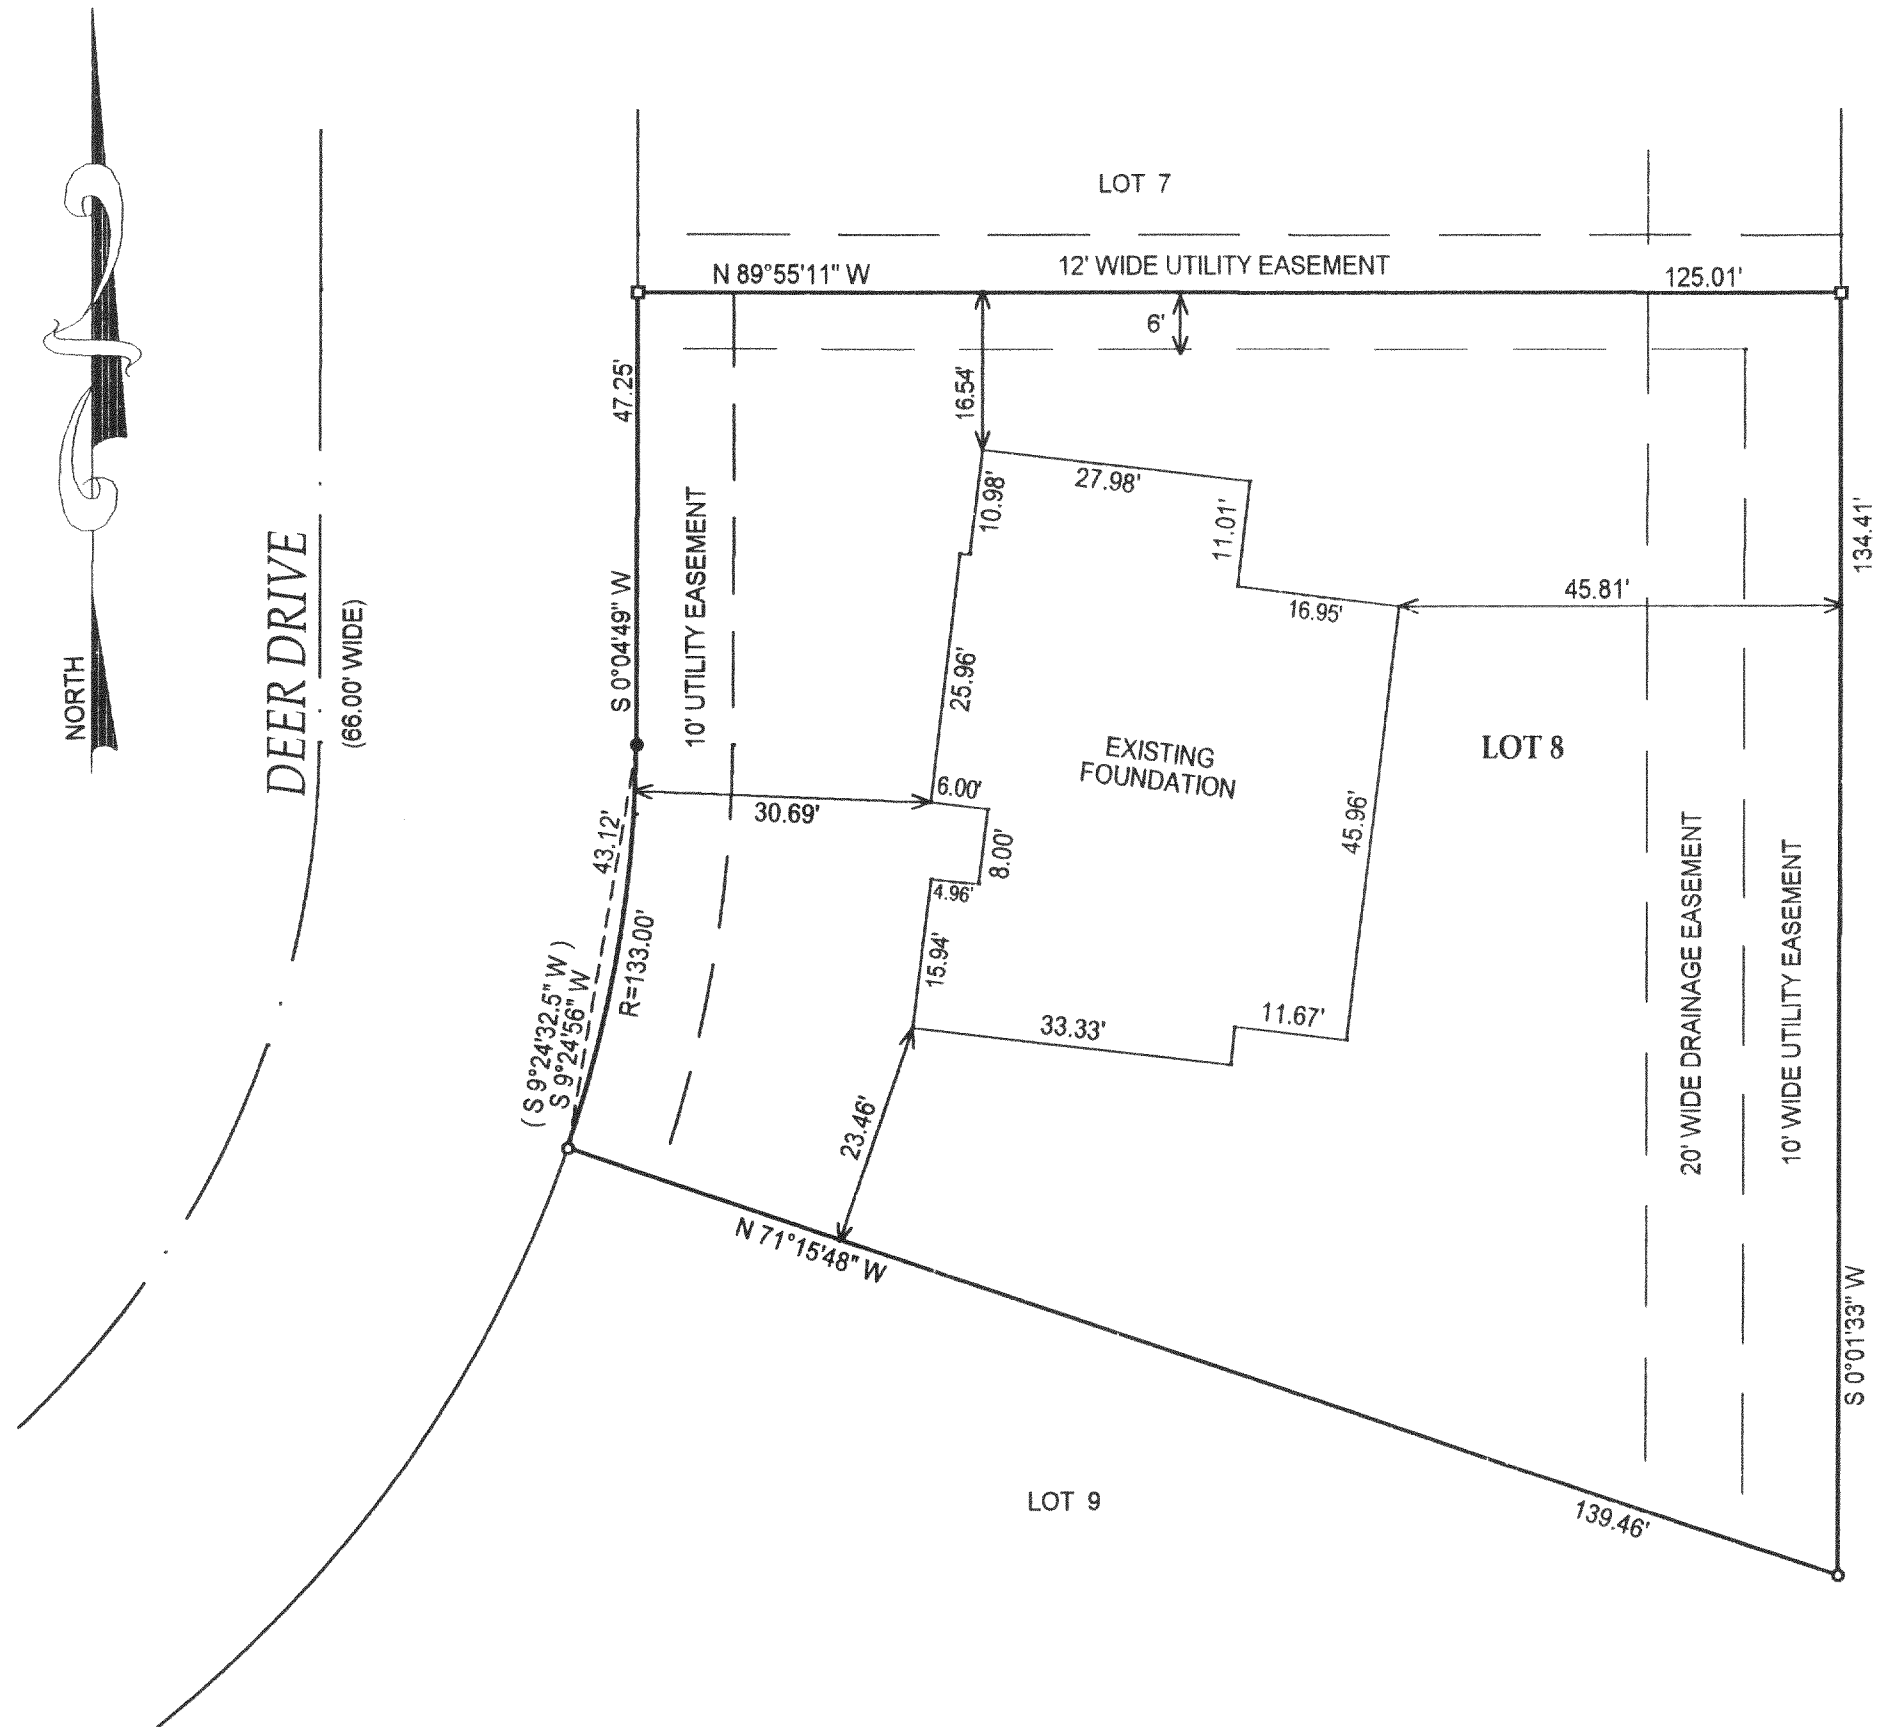 NORTH
DEER DRIVE
(66.00' WIDE)
LOT 7
12' WIDE UTILITY EASEMENT
N 89°55'11" W
125.01'
6'
47.25'
16.54'
27.98'
10.98'
11.01'
134.41'
S 0°04'49" W
10' UTILITY EASEMENT
45.81'
16.95'
25.96'
EXISTING
FOUNDATION
LOT 8
6.00'
30.69'
43.12'
8.00'
45.96'
4.96'
R=133.00'
15.94'
( S 9°24'32.5" W )
S 9°24'56" W
33.33'
11.67'
20' WIDE DRAINAGE EASEMENT
10' WIDE UTILITY EASEMENT
23.46'
N 71°15'48" W
S 0°01'33" W
LOT 9
139.46'